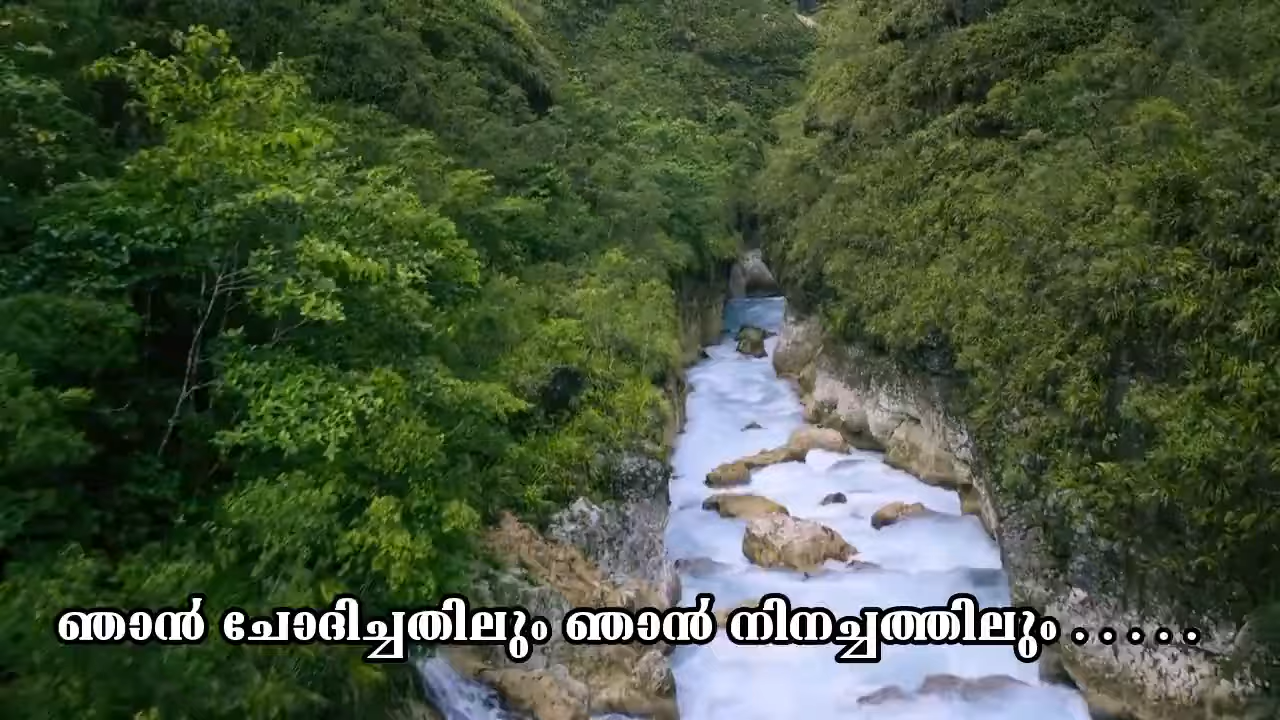 ഞാൻ ചോദിച്ചതിലും ഞാൻ നിനച്ചത്തിലും . . . . .